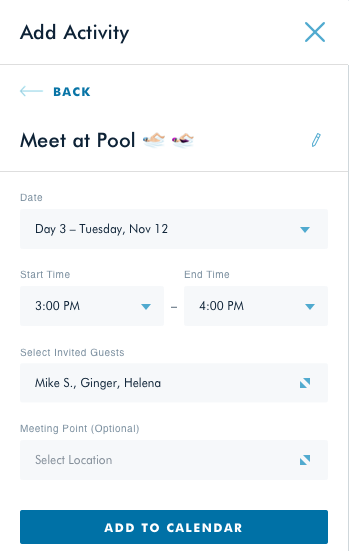 Add Activity
BACK
Meet at Pool 🏊🏼‍♂️ 🏊🏻‍♀️
Date
Day 3 – Tuesday, Nov 12
Start Time
End Time
3:00 PM – 4:00 PM
Select Invited Guests
Mike S., Ginger, Helena
Meeting Point (Optional)
Select Location
ADD TO CALENDAR